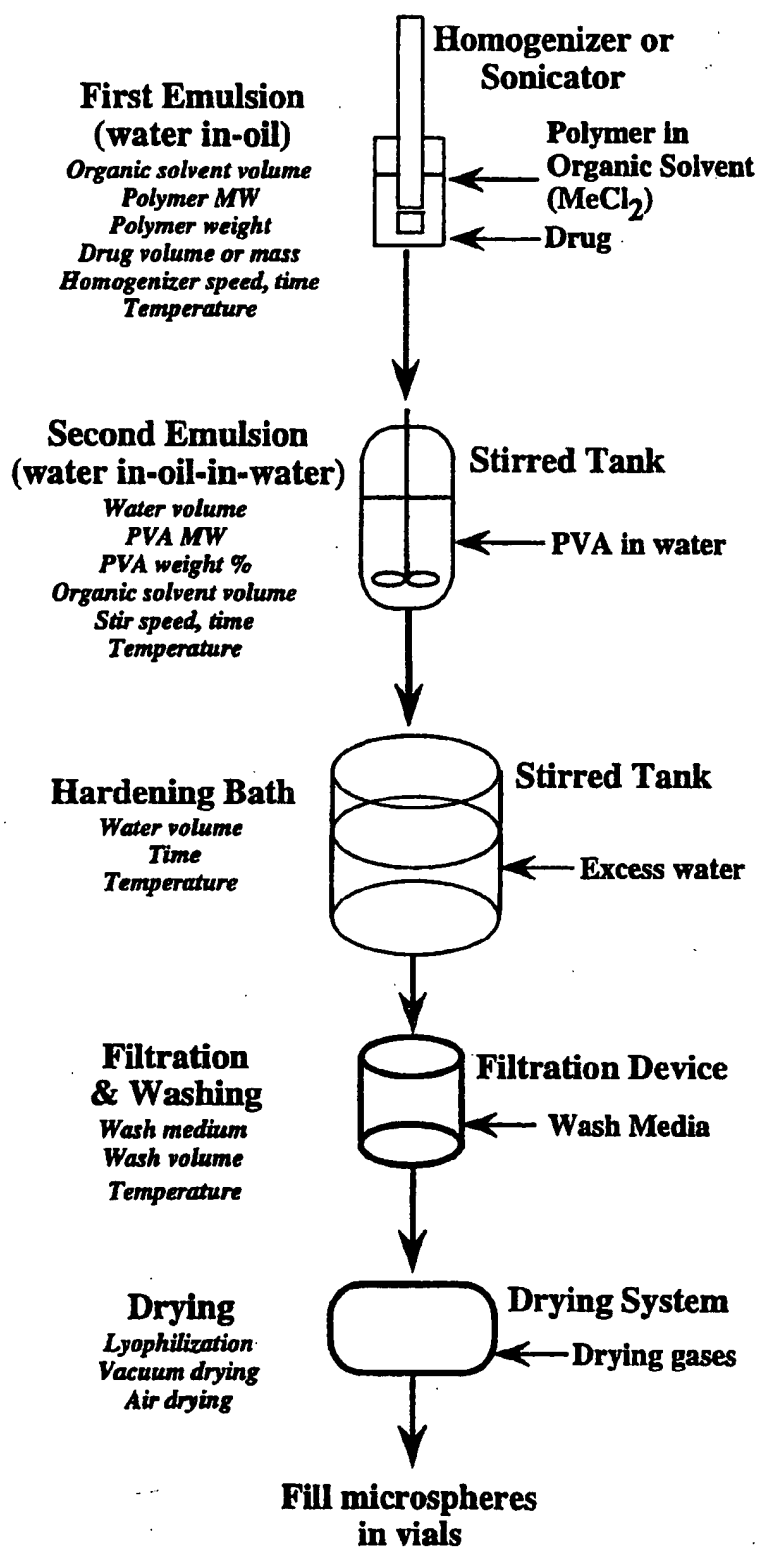 Homogenizer or
Sonicator
First Emulsion
(water in-oil)
Organic solvent volume
Polymer MW
Polymer weight
Drug volume or mass
Homogenizer speed, time
Temperature
Polymer in
Organic Solvent
(MeCl2)
Drug
Second Emulsion
(water in-oil-in-water)
Water volume
PVA MW
PVA weight %
Organic solvent volume
Stir speed, time
Temperature
Stirred Tank
PVA in water
Hardening Bath
Water volume
Time
Temperature
Stirred Tank
Excess water
Filtration
& Washing
Wash medium
Wash volume
Temperature
Filtration Device
Wash Media
Drying
Lyophilization
Vacuum drying
Air drying
Drying System
Drying gases
Fill microspheres
in vials